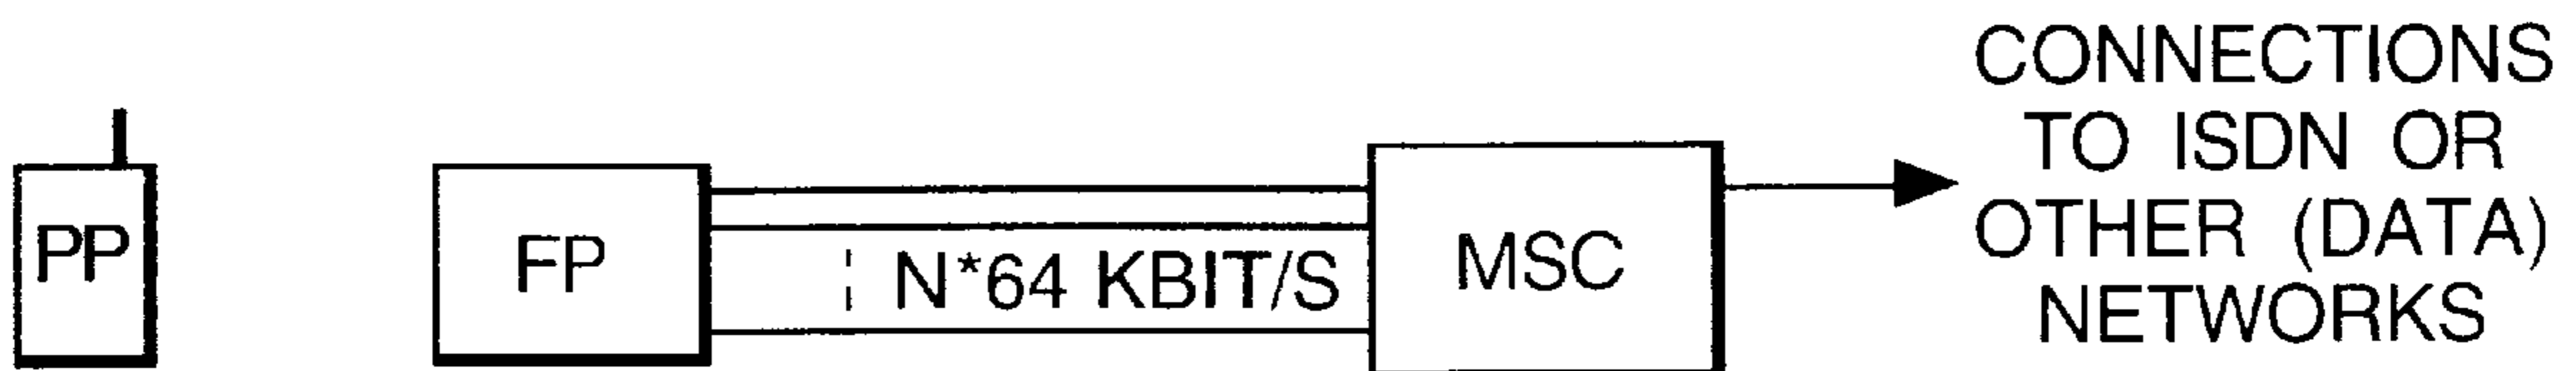 PP
FP
N*64 KBIT/S
MSC
CONNECTIONS
TO ISDN OR
OTHER (DATA)
NETWORKS